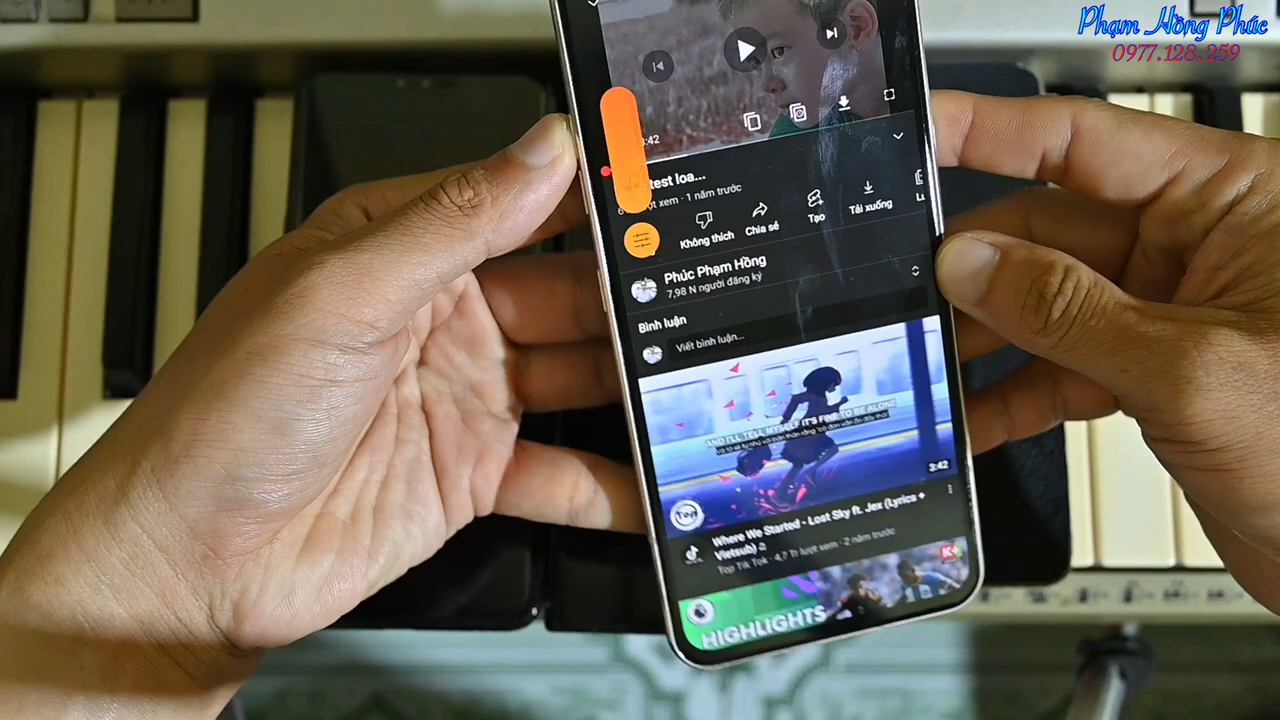 Phạm Hồng Phúc
0977.128.259
:42
test loa...
lượt xem · 1 năm trước
Không thích
Chia sẻ
Tạo
Tải xuống
Phúc Phạm Hồng
7,98 N người đăng ký
Bình luận
Viết bình luận...
AND I'LL TELL MYSELF IT'S FINE TO BE ALONE
3:42
Top
Where We Started - Lost Sky ft. Jex (Lyrics +
Vietsub) ♫
Top Tik Tok · 4,7 Tr lượt xem · 2 năm trước
HIGHLIGHTS